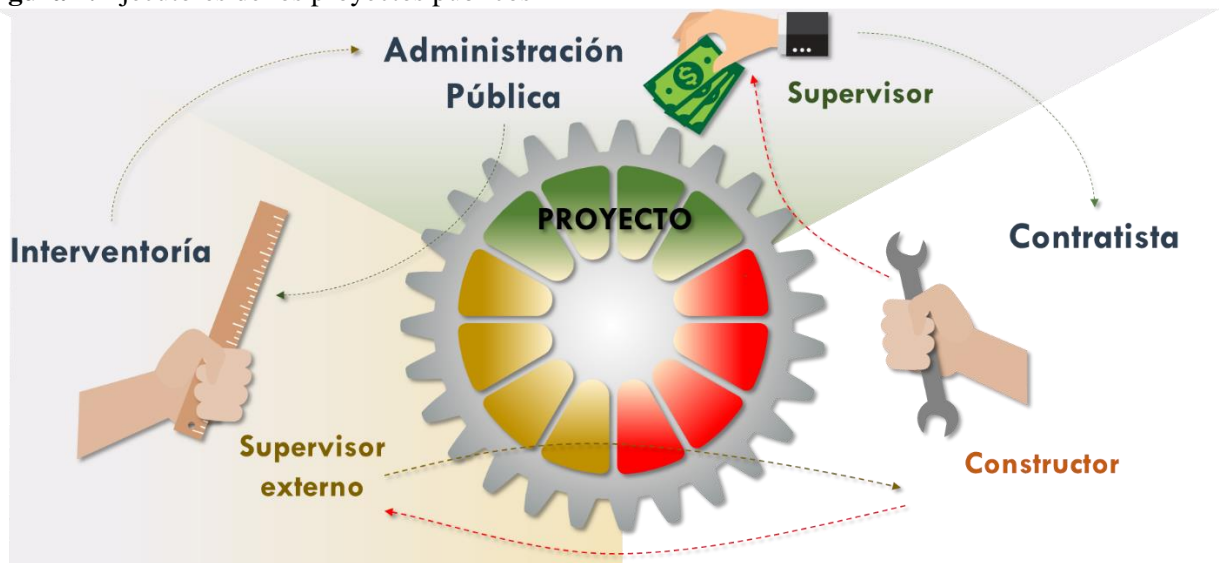 Administración
Pública
Supervisor
PROYECTO
Interventoría
Contratista
Supervisor
externo
Constructor